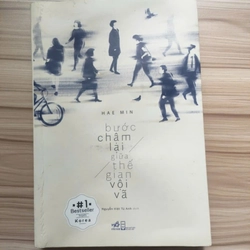 HAE MIN
bước
chậm
lại
giữa
thế
gian
vội
vã
#1
Bestseller
Korea